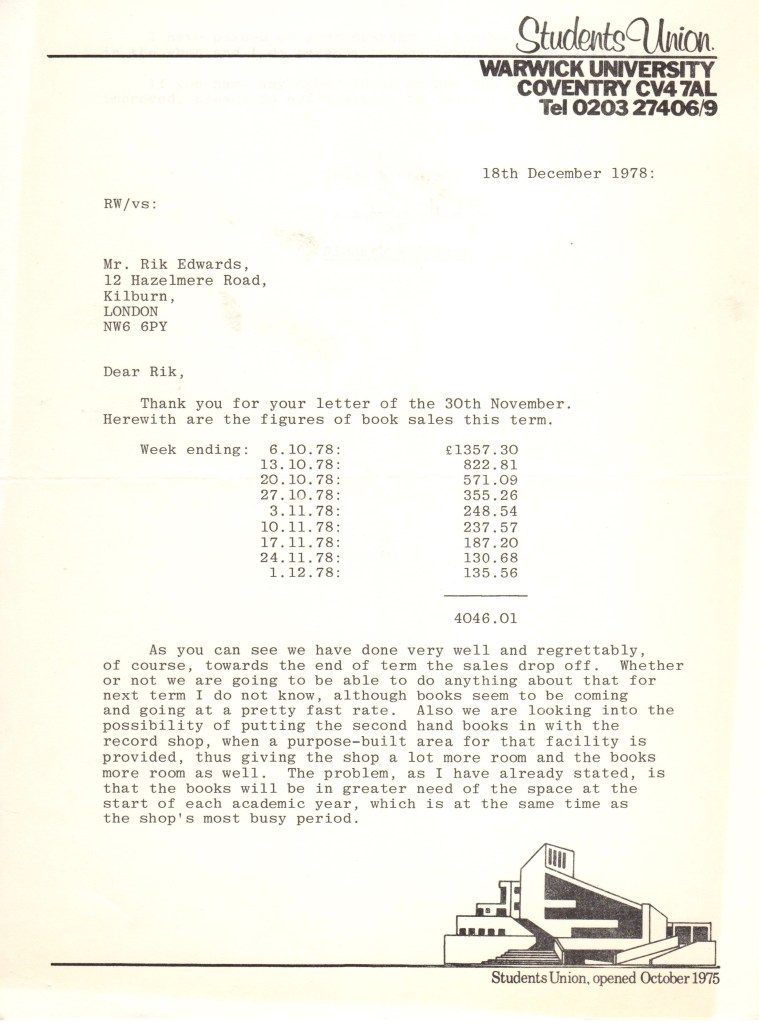 Students Union.
WARWICK UNIVERSITY
COVENTRY CV4 7AL
Tel 0203 27406/9
18th December 1978:
RW/vs:
Mr. Rik Edwards,
12 Hazelmere Road,
Kilburn,
LONDON
NW6 6PY
Dear Rik,
Thank you for your letter of the 30th November.
Herewith are the figures of book sales this term.
Week ending: 6.10.78: £1357.30
13.10.78: 822.81
20.10.78: 571.09
27.10.78: 355.26
3.11.78: 248.54
10.11.78: 237.57
17.11.78: 187.20
24.11.78: 130.68
1.12.78: 135.56
4046.01
As you can see we have done very well and regrettably,
of course, towards the end of term the sales drop off. Whether
or not we are going to be able to do anything about that for
next term I do not know, although books seem to be coming
and going at a pretty fast rate. Also we are looking into the
possibility of putting the second hand books in with the
record shop, when a purpose-built area for that facility is
provided, thus giving the shop a lot more room and the books
more room as well. The problem, as I have already stated, is
that the books will be in greater need of the space at the
start of each academic year, which is at the same time as
the shop's most busy period.
Students Union, opened October 1975